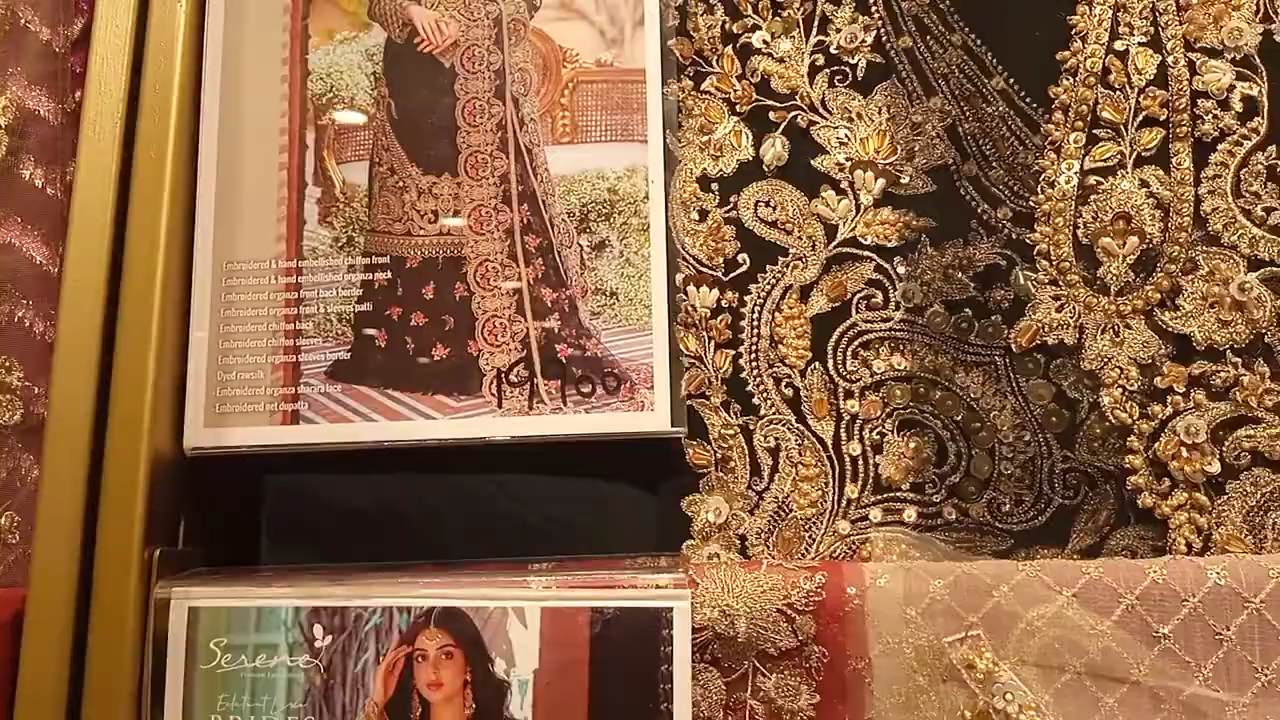 Embroidered & hand embellished chiffon front
Embroidered & hand embellished organza neck
Embroidered organza front back border
Embroidered organza front & sleeves patti
Embroidered chiffon back
Embroidered chiffon sleeves
Embroidered organza sleeves border
Dyed rawsilk
Embroidered organza sharara lace
Embroidered net dupatta
19900
Serene
BRIDES